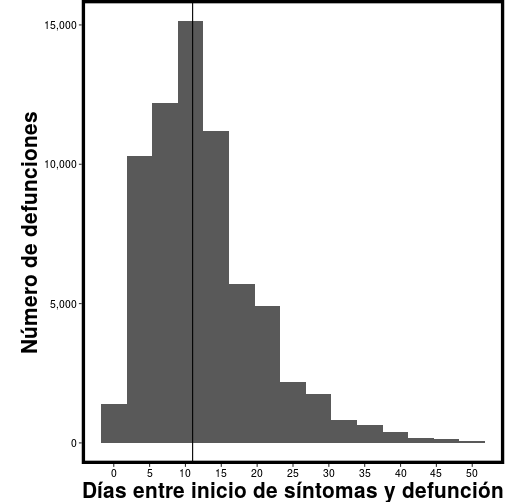 Número de defunciones
15,000
10,000
5,000
0
0 5 10 15 20 25 30 35 40 45 50
Días entre inicio de síntomas y defunción